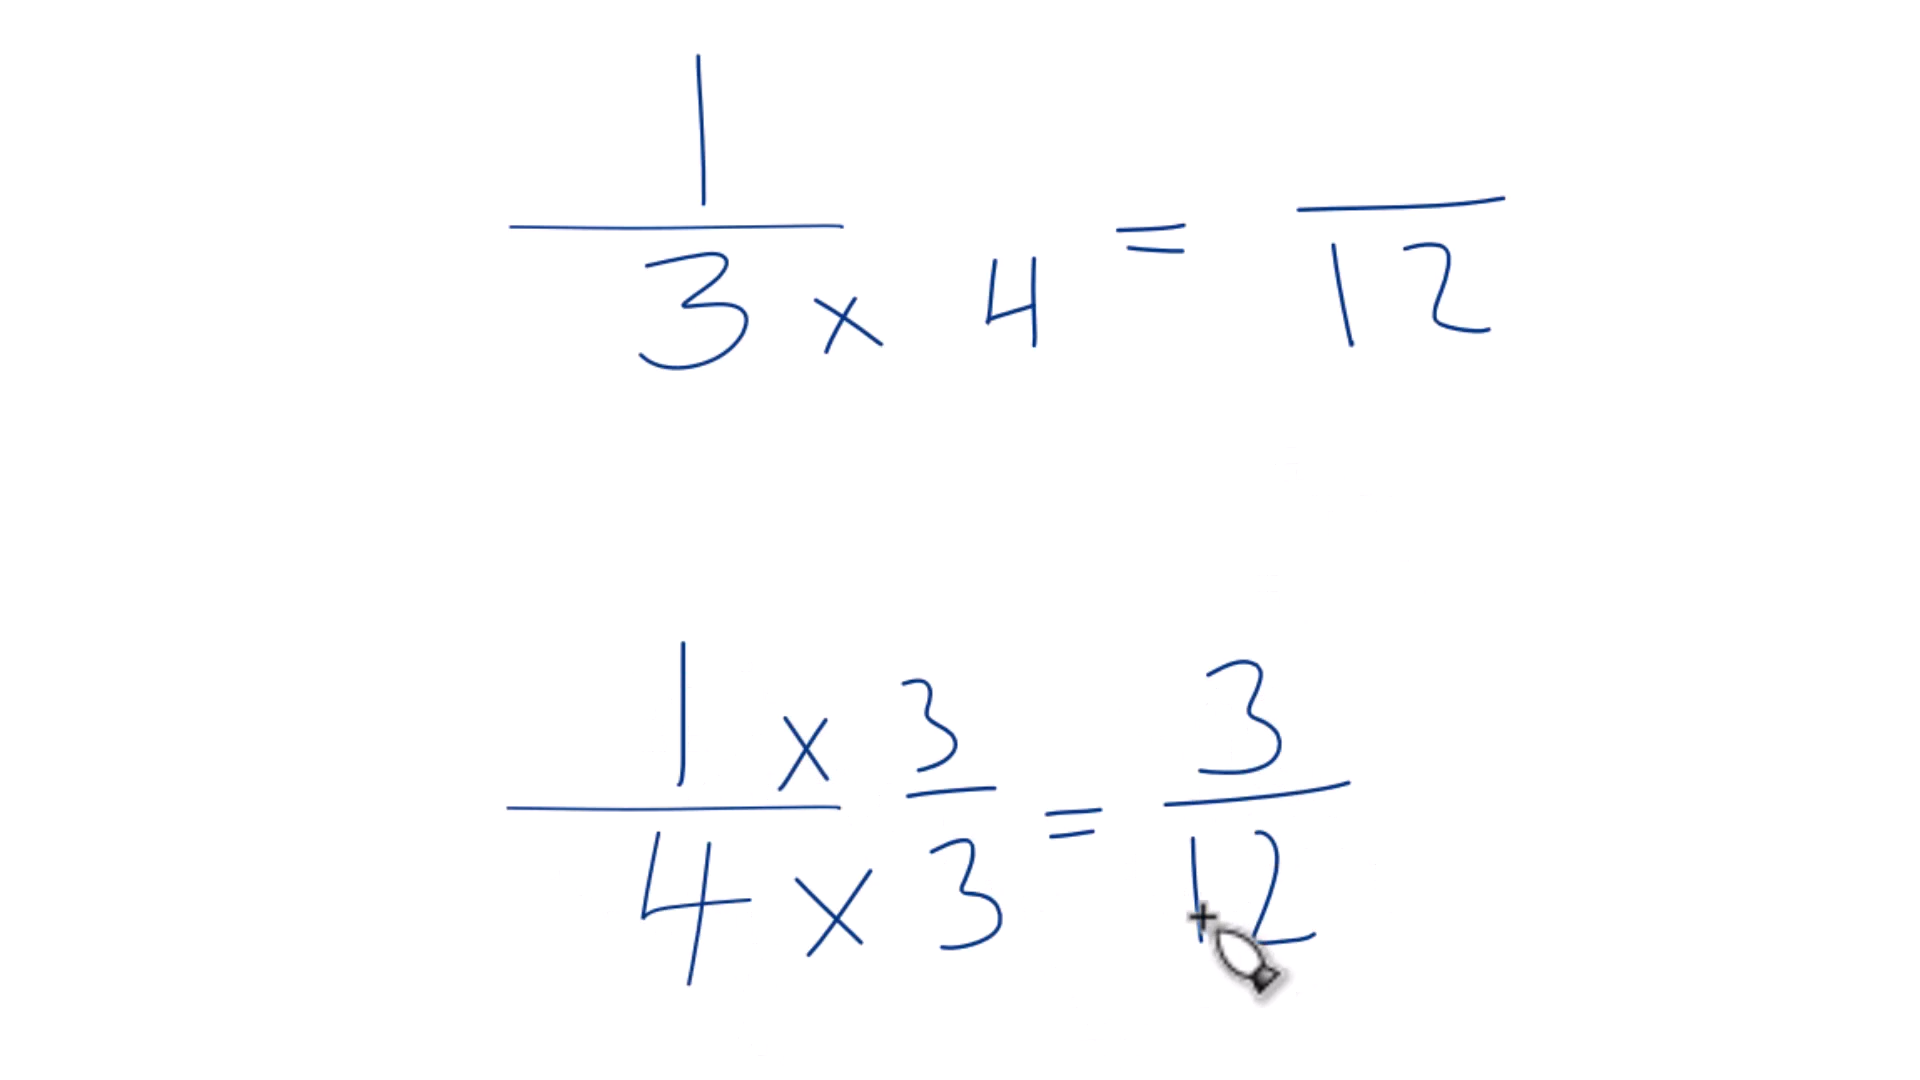 1
3 x 4 = 
12
1 x 3 = 3
4 x 3 12